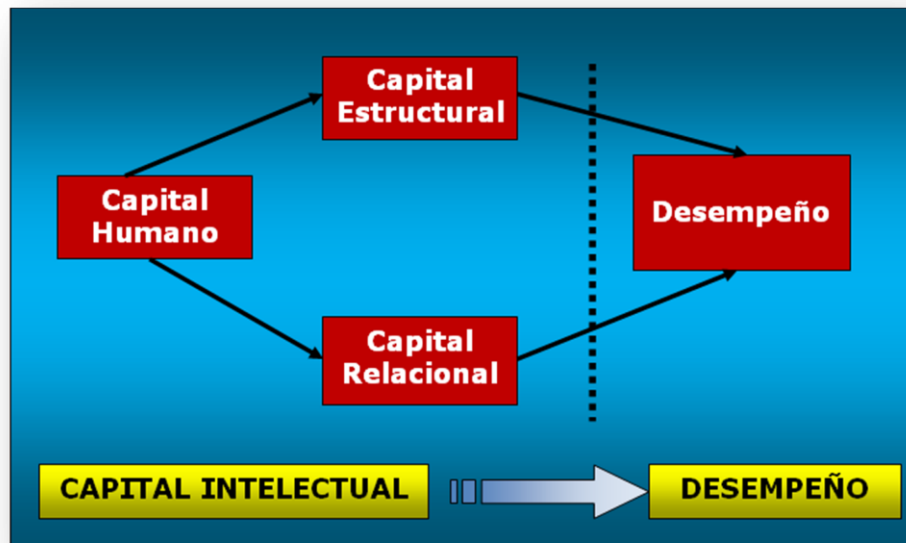 Capital
Estructural
Capital
Humano
Desempeño
Capital
Relacional
CAPITAL INTELECTUAL
DESEMPEÑO